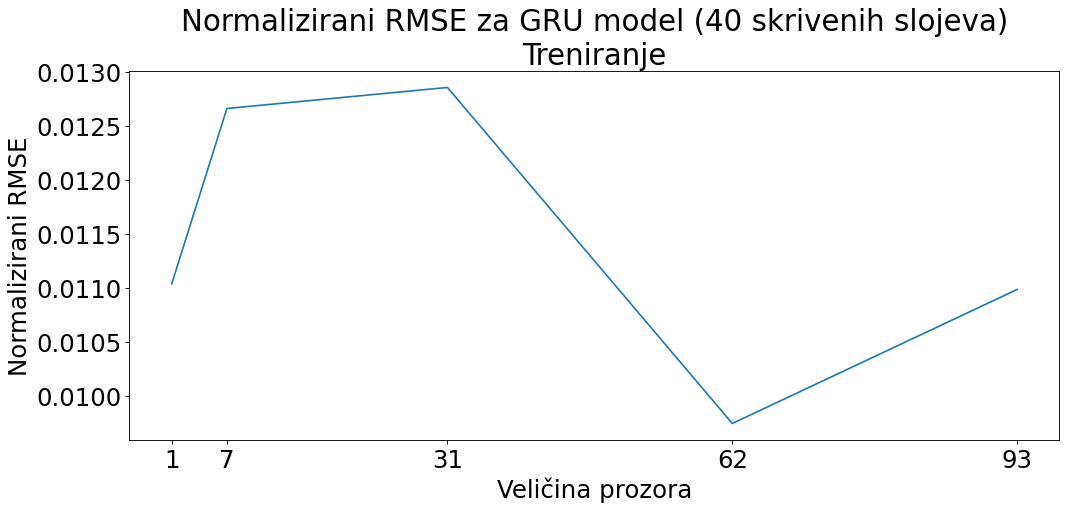 Normalizirani RMSE za GRU model (40 skrivenih slojeva)
Treniranje
Normalizirani RMSE
0.0130
0.0125
0.0120
0.0115
0.0110
0.0105
0.0100
1 7 31 62 93
Veličina prozora